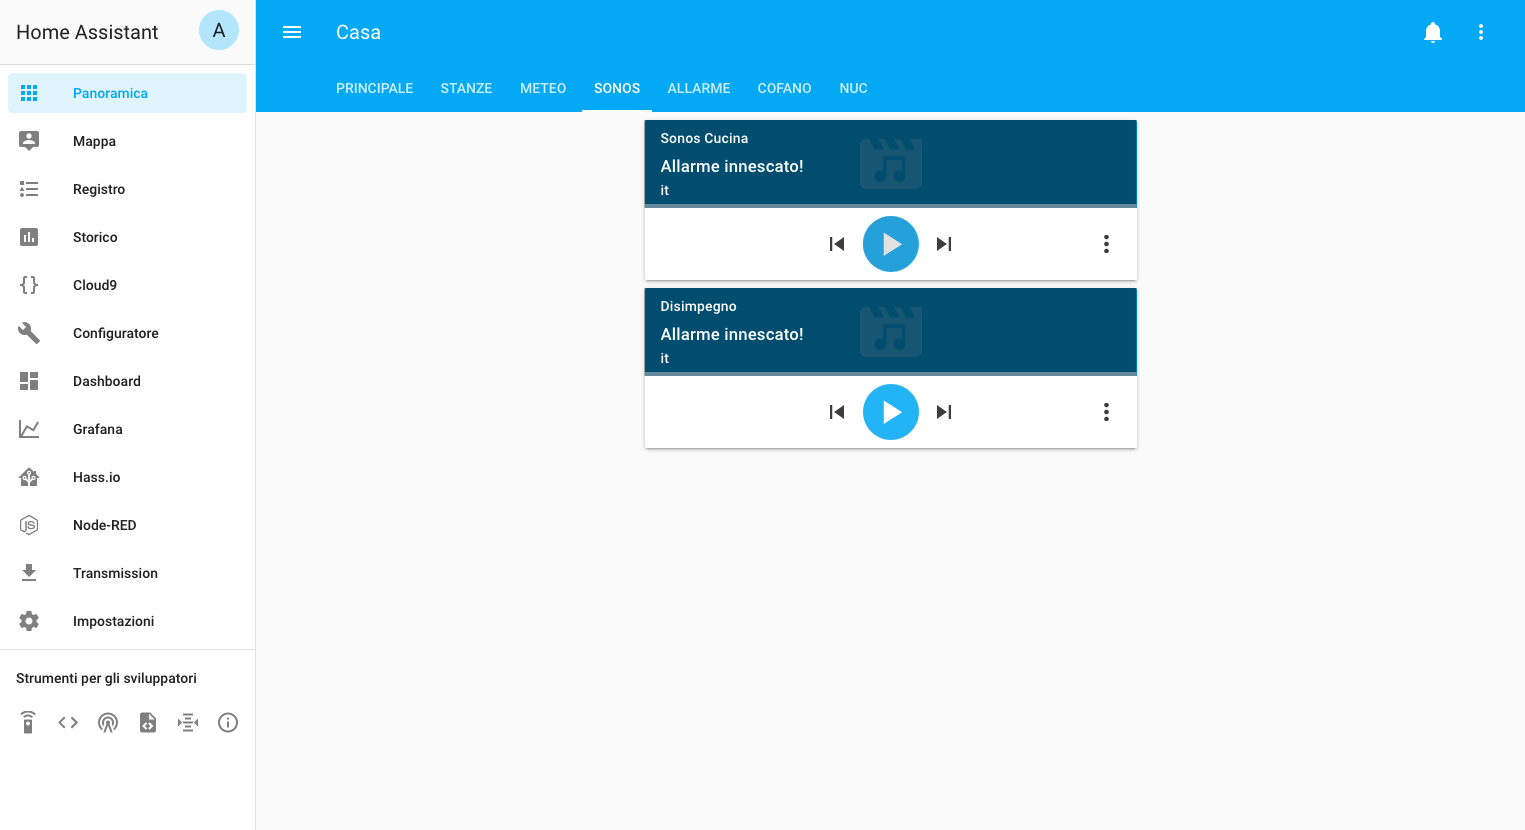 Home Assistant
A
Panoramica
Mappa
Registro
Storico
Cloud9
Configuratore
Dashboard
Grafana
Hass.io
Node-RED
Transmission
Impostazioni
Strumenti per gli sviluppatori
Casa
PRINCIPALE STANZE METEO SONOS ALLARME COFANO NUC
Sonos Cucina
Allarme innescato!
it
Disimpegno
Allarme innescato!
it